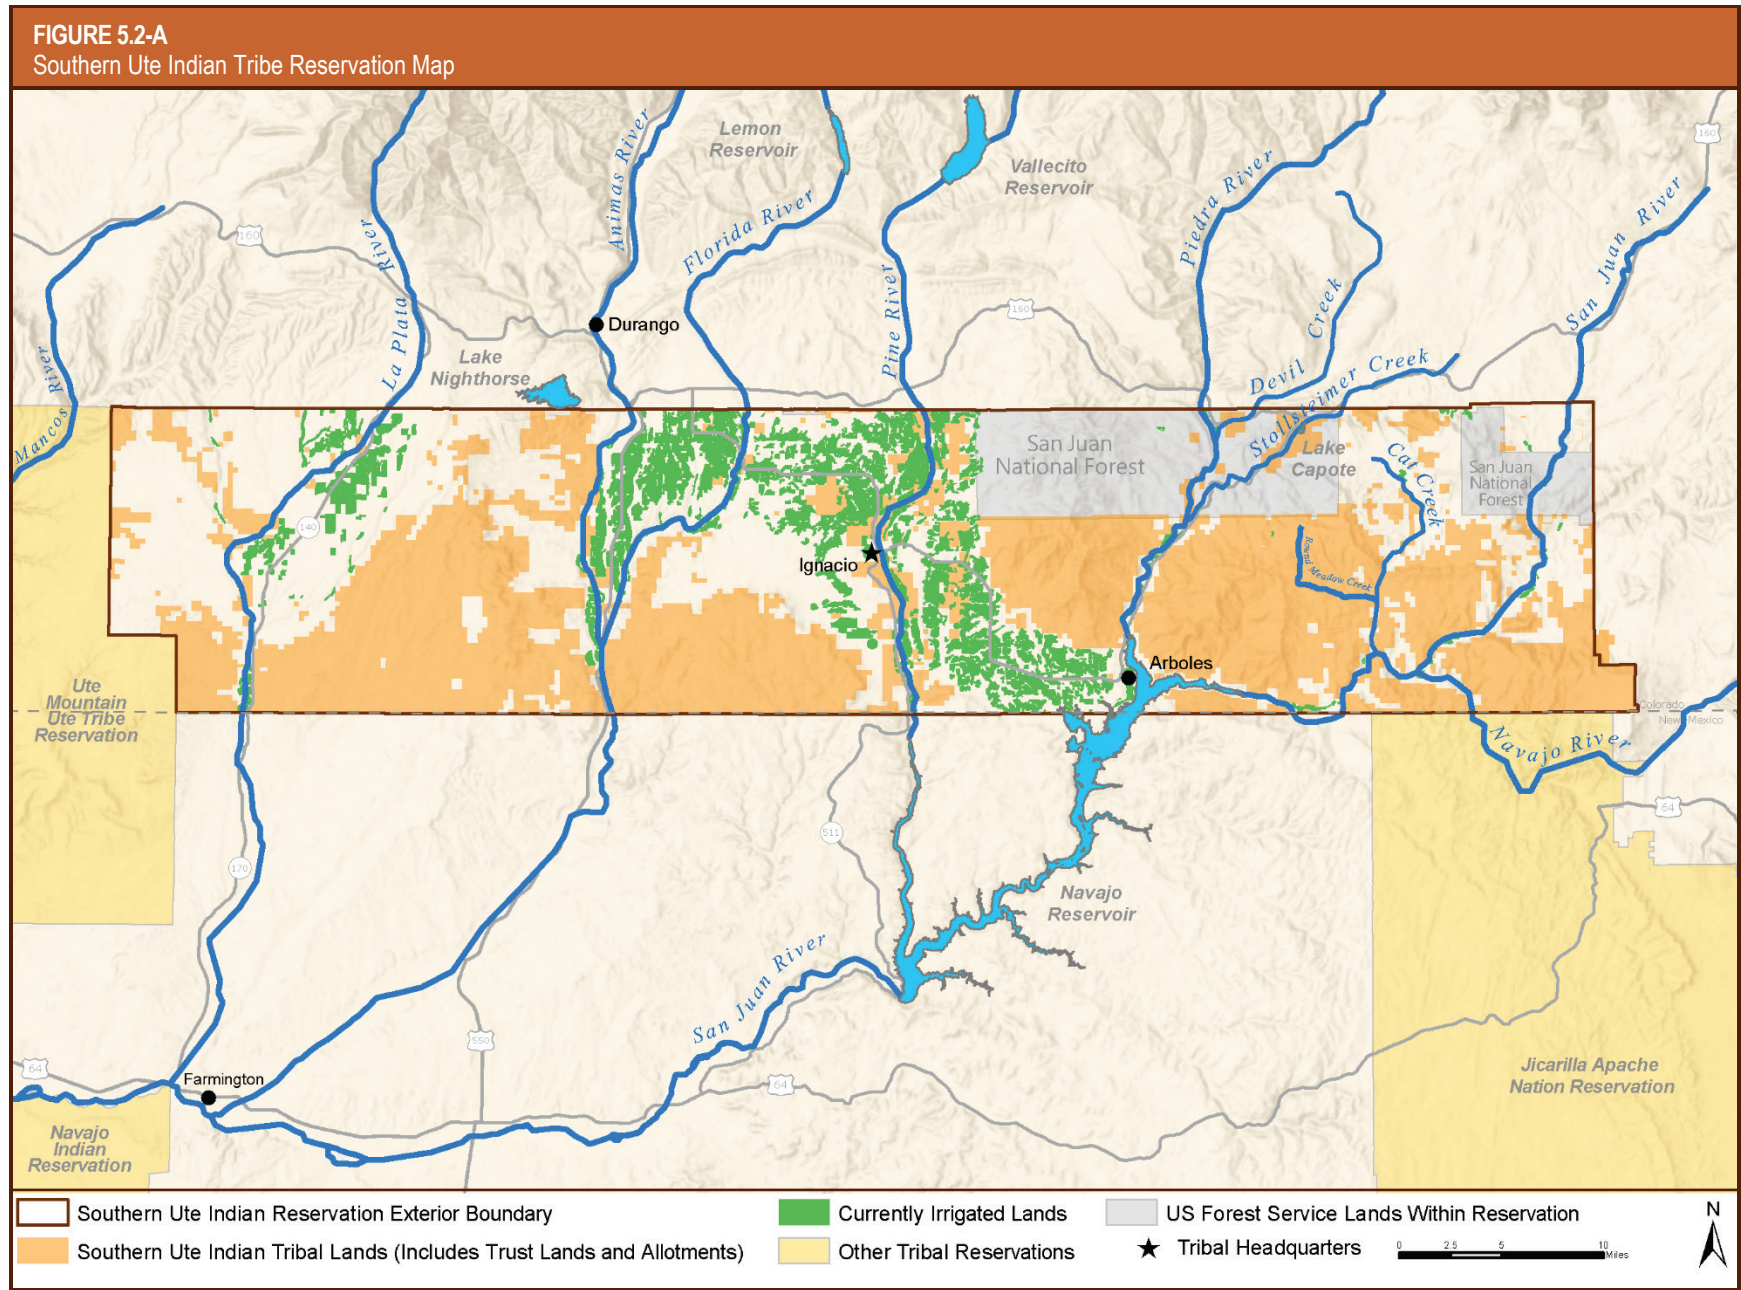 FIGURE 5.2-A
Southern Ute Indian Tribe Reservation Map
Lemon
Reservoir
Vallecito
Reservoir
Animas River
Florida River
Piedra River
San Juan River
160
160
160
La Plata River
Pine River
Devil Creek
Stollsteimer Creek
Mancos River
Durango
Lake
Nighthorse
San Juan
National Forest
Lake
Capote
Cat Creek
San Juan
National
Forest
140
Ignacio
Round Meadow Creek
Arboles
Ute
Mountain
Ute Tribe
Reservation
Colorado
New Mexico
Navajo River
64
511
170
Navajo
Reservoir
San Juan River
550
64
Farmington
64
Jicarilla Apache
Nation Reservation
Navajo
Indian
Reservation
Southern Ute Indian Reservation Exterior Boundary
Southern Ute Indian Tribal Lands (Includes Trust Lands and Allotments)
Currently Irrigated Lands
Other Tribal Reservations
US Forest Service Lands Within Reservation
Tribal Headquarters
0 2.5 5 10
Miles
N